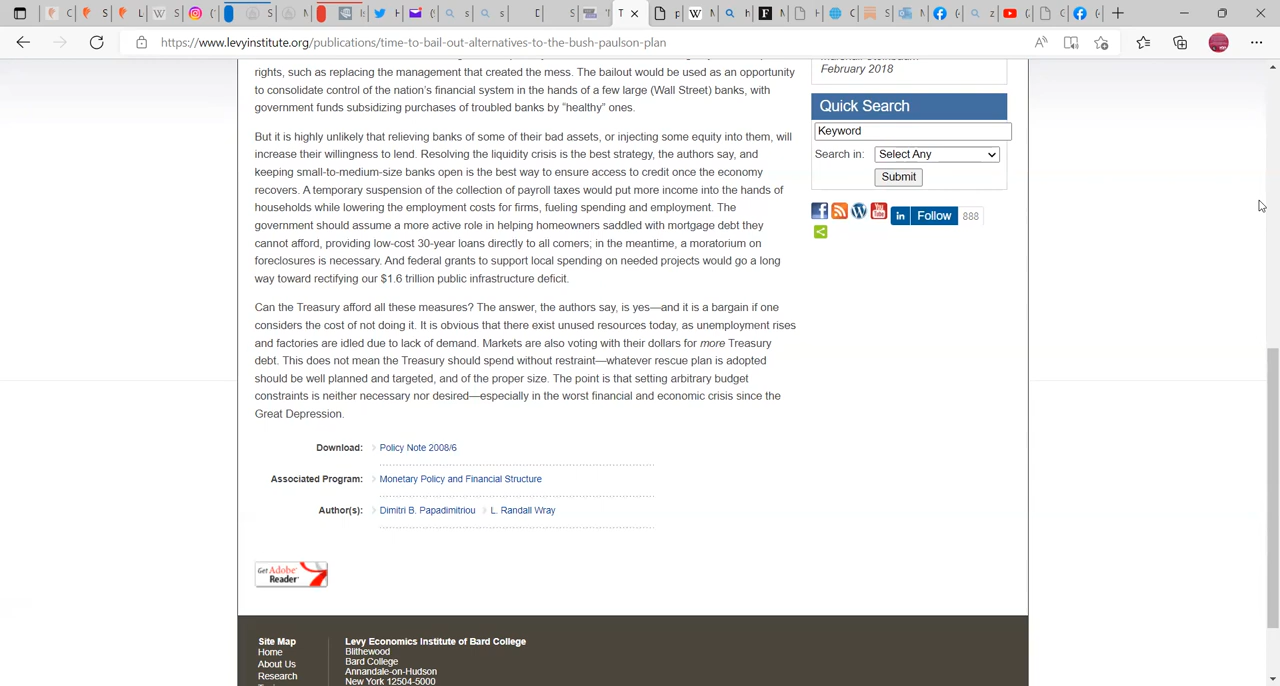 https://www.levyinstitute.org/publications/time-to-bail-out-alternatives-to-the-bush-paulson-plan
rights, such as replacing the management that created the mess. The bailout would be used as an opportunity
to consolidate control of the nation's financial system in the hands of a few large (Wall Street) banks, with
government funds subsidizing purchases of troubled banks by “healthy” ones.
But it is highly unlikely that relieving banks of some of their bad assets, or injecting some equity into them, will
increase their willingness to lend. Resolving the liquidity crisis is the best strategy, the authors say, and
keeping small-to-medium-size banks open is the best way to ensure access to credit once the economy
recovers. A temporary suspension of the collection of payroll taxes would put more income into the hands of
households while lowering the employment costs for firms, fueling spending and employment. The
government should assume a more active role in helping homeowners saddled with mortgage debt they
cannot afford, providing low-cost 30-year loans directly to all comers; in the meantime, a moratorium on
foreclosures is necessary. And federal grants to support local spending on needed projects would go a long
way toward rectifying our $1.6 trillion public infrastructure deficit.
Can the Treasury afford all these measures? The answer, the authors say, is yes—and it is a bargain if one
considers the cost of not doing it. It is obvious that there exist unused resources today, as unemployment rises
and factories are idled due to lack of demand. Markets are also voting with their dollars for more Treasury
debt. This does not mean the Treasury should spend without restraint—whatever rescue plan is adopted
should be well planned and targeted, and of the proper size. The point is that setting arbitrary budget
constraints is neither necessary nor desired—especially in the worst financial and economic crisis since the
Great Depression.
Download: Policy Note 2008/6
Associated Program: Monetary Policy and Financial Structure
Author(s): Dimitri B. Papadimitriou L. Randall Wray
Get Adobe Reader
February 2018
Quick Search
Keyword
Search in: Select Any
Submit
in Follow 888
Site Map
Home
About Us
Research
Levy Economics Institute of Bard College
Blithewood
Bard College
Annandale-on-Hudson
New York 12504-5000